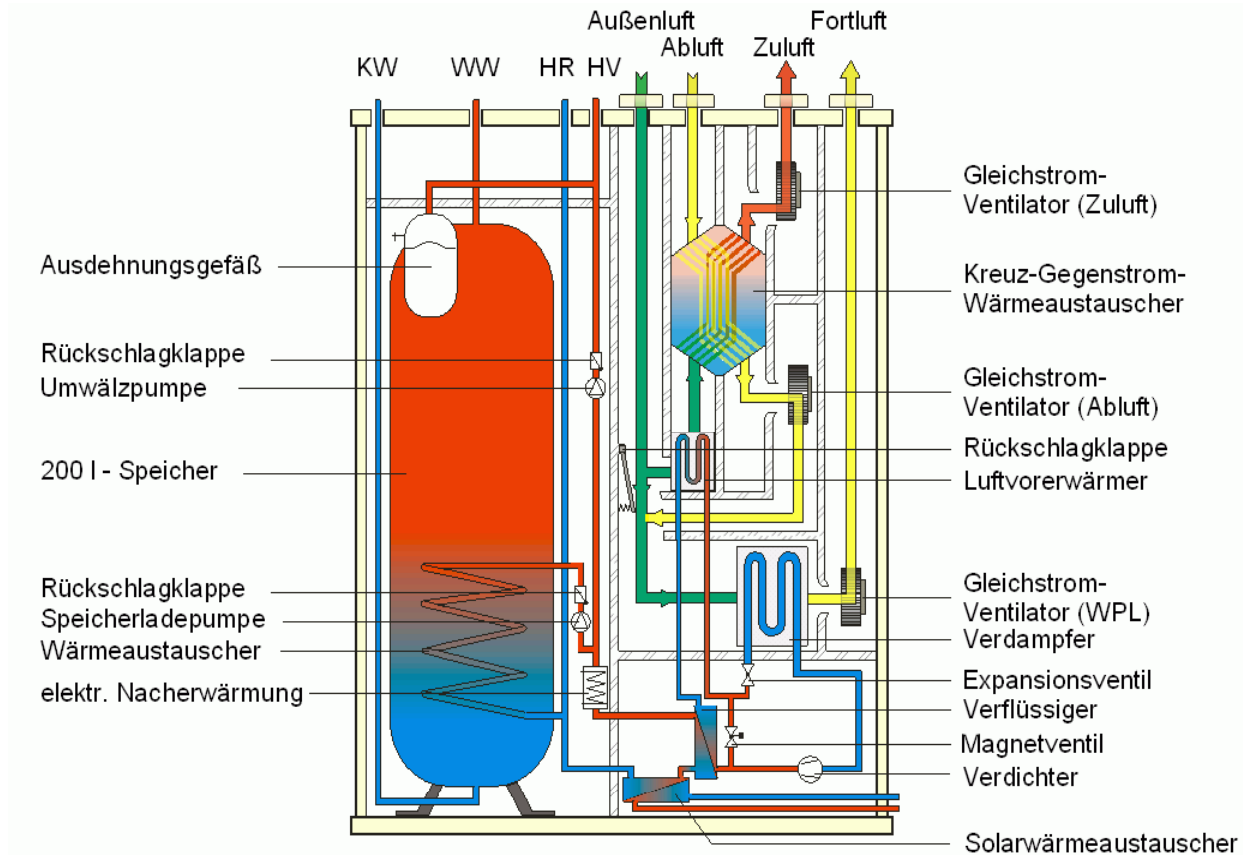 Außenluft
Fortluft
Abluft
Zuluft
KW
WW
HR
HV
Ausdehnungsgefäß
Rückschlagklappe
Umwälzpumpe
200 l - Speicher
Rückschlagklappe
Speicherladepumpe
Wärmeaustauscher
elektr. Nacherwärmung
Gleichstrom-
Ventilator (Zuluft)
Kreuz-Gegenstrom-
Wärmeaustauscher
Gleichstrom-
Ventilator (Abluft)
Rückschlagklappe
Luftvorerwärmer
Gleichstrom-
Ventilator (WPL)
Verdampfer
Expansionsventil
Verflüssiger
Magnetventil
Verdichter
Solarwärmeaustauscher